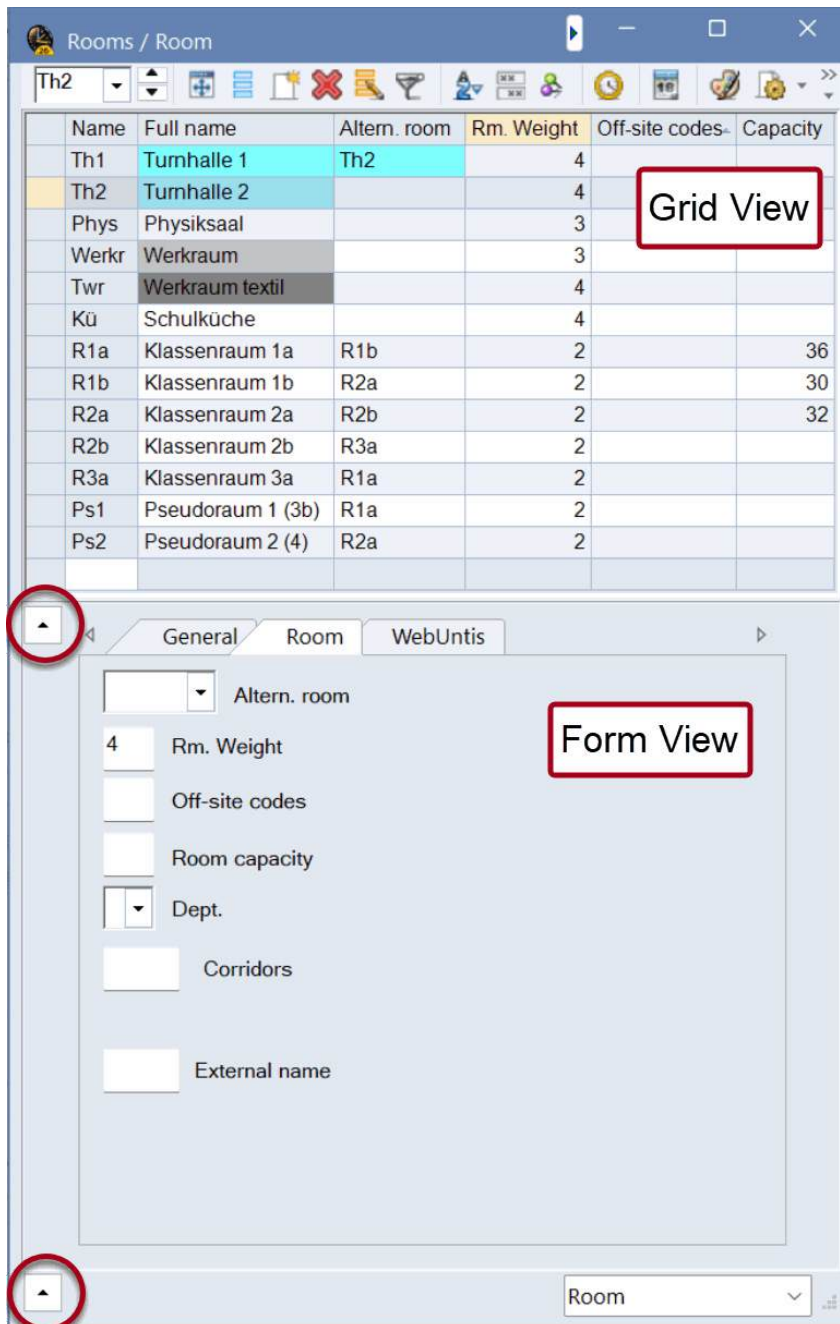 Rooms / Room
Th2
Name Full name Altern. room Rm. Weight Off-site codes Capacity
Th1 Turnhalle 1 Th2 4
Th2 Turnhalle 2 4
Grid View
Phys Physiksaal 3
Werkr Werkraum 3
Twr Werkraum textil 4
Kü Schulküche 4
R1a Klassenraum 1a R1b 2 36
R1b Klassenraum 1b R2a 2 30
R2a Klassenraum 2a R2b 2 32
R2b Klassenraum 2b R3a 2
R3a Klassenraum 3a R1a 2
Ps1 Pseudoraum 1 (3b) R1a 2
Ps2 Pseudoraum 2 (4) R2a 2
General Room WebUntis
Altern. room
4 Rm. Weight
Form View
Off-site codes
Room capacity
Dept.
Corridors
External name
Room